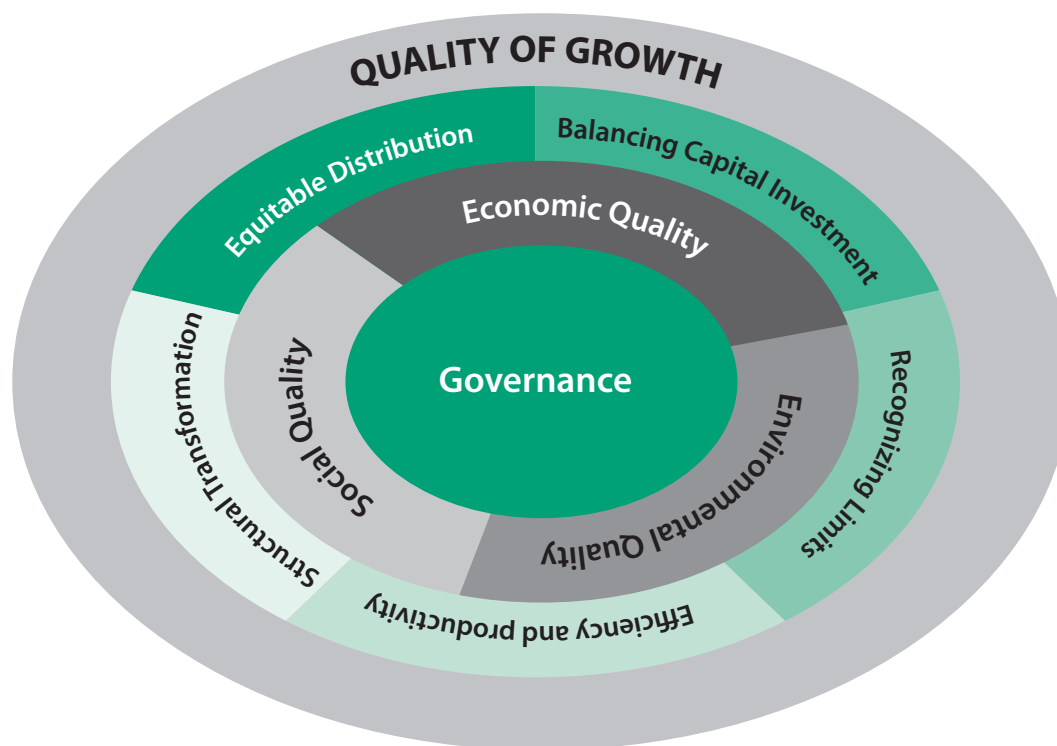 QUALITY OF GROWTH
Equitable Distribution
Balancing Capital Investment
Economic Quality
Governance
Social Quality
Environmental Quality
Structural Transformation
Recognizing Limits
Efficiency and productivity